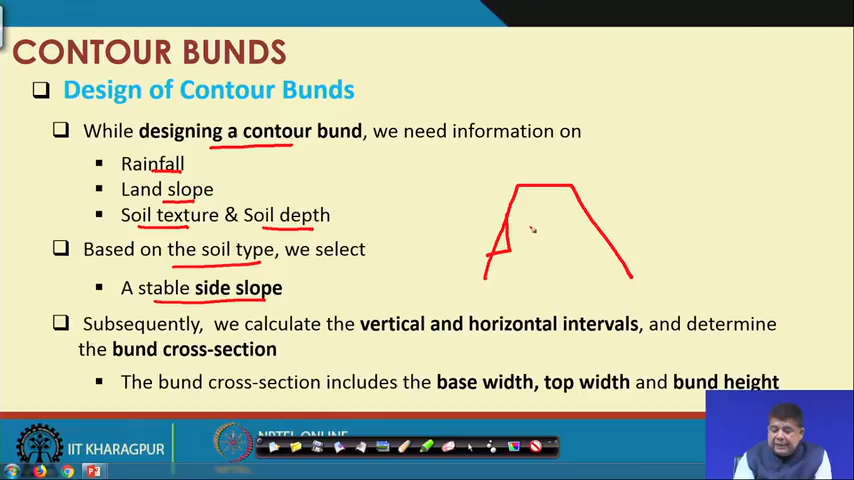 CONTOUR BUNDS
Design of Contour Bunds
While designing a contour bund, we need information on
Rainfall
Land slope
Soil texture & Soil depth
Based on the soil type, we select
A stable side slope
Subsequently, we calculate the vertical and horizontal intervals, and determine
the bund cross-section
The bund cross-section includes the base width, top width and bund height
IIT KHARAGPUR
NPTEL ONLINE